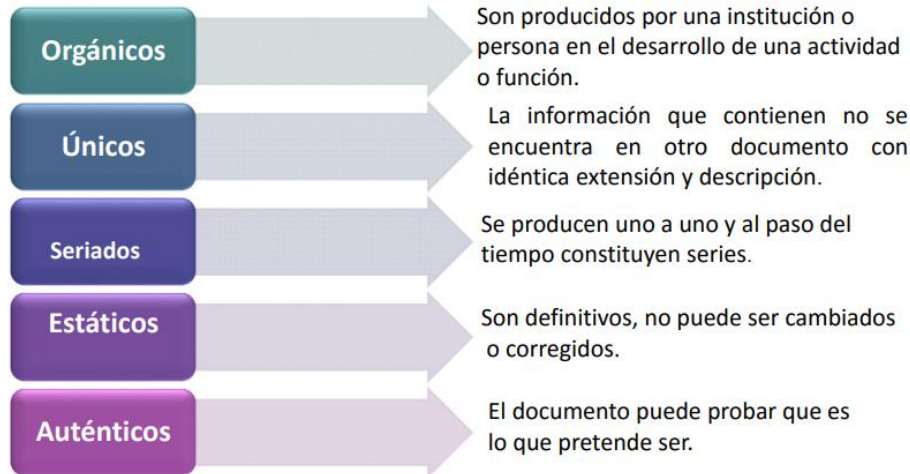 Orgánicos
Son producidos por una institución o
persona en el desarrollo de una actividad
o función.
Únicos
La información que contienen no se
encuentra en otro documento con
idéntica extensión y descripción.
Seriados
Se producen uno a uno y al paso del
tiempo constituyen series.
Estáticos
Son definitivos, no puede ser cambiados
o corregidos.
Auténticos
El documento puede probar que es
lo que pretende ser.